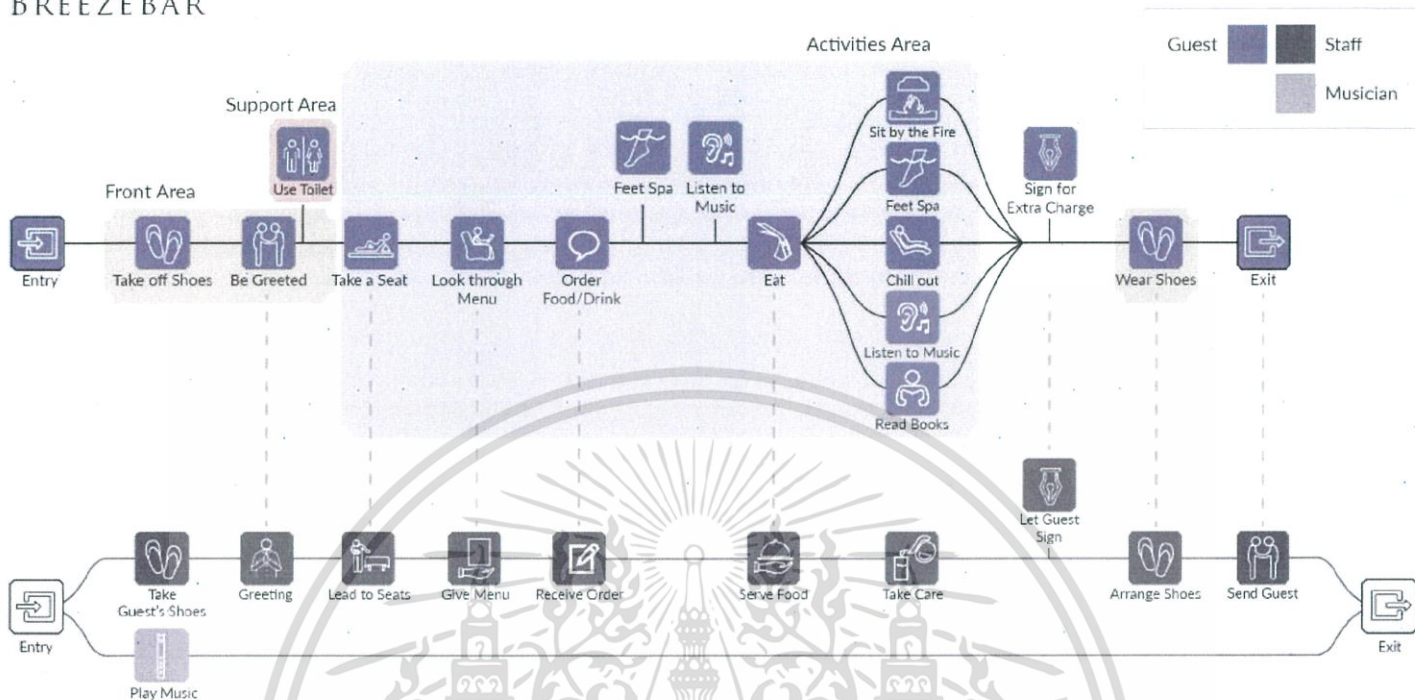 BREEZEBAR
Activities Area
Guest
Staff
Musician
Support Area
Front Area
Use Toilet
Feet Spa
Listen to
Music
Sit by the Fire
Feet Spa
Chill out
Listen to Music
Read Books
Sign for
Extra Charge
Entry
Take off Shoes
Be Greeted
Take a Seat
Look through
Menu
Order
Food/Drink
Eat
Wear Shoes
Exit
Let Guest
Sign
Entry
Take
Guest's Shoes
Greeting
Lead to Seats
Give Menu
Receive Order
Serve Food
Take Care
Arrange Shoes
Send Guest
Exit
Play Music